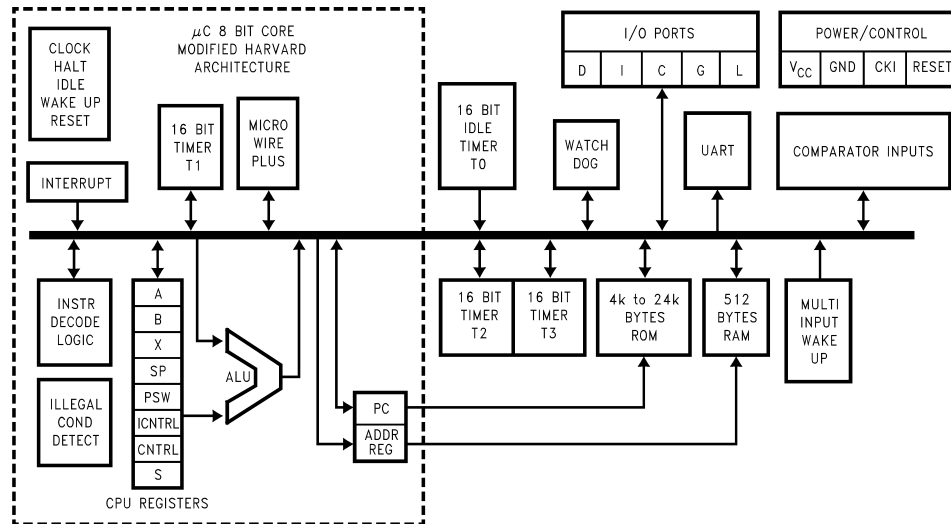 CLOCK
HALT
IDLE
WAKE UP
RESET
μC 8 BIT CORE
MODIFIED HARVARD
ARCHITECTURE
I/O PORTS
D I C G L
POWER/CONTROL
VCC GND CKI RESET
INTERRUPT
16 BIT
TIMER
T1
MICRO
WIRE
PLUS
16 BIT
IDLE
TIMER
T0
WATCH
DOG
UART
COMPARATOR INPUTS
INSTR
DECODE
LOGIC
ILLEGAL
COND
DETECT
A
B
X
SP
PSW
ICNTRL
CNTRL
S
CPU REGISTERS
ALU
PC
ADDR
REG
16 BIT
TIMER
T2
16 BIT
TIMER
T3
4k to 24k
BYTES
ROM
512
BYTES
RAM
MULTI
INPUT
WAKE
UP